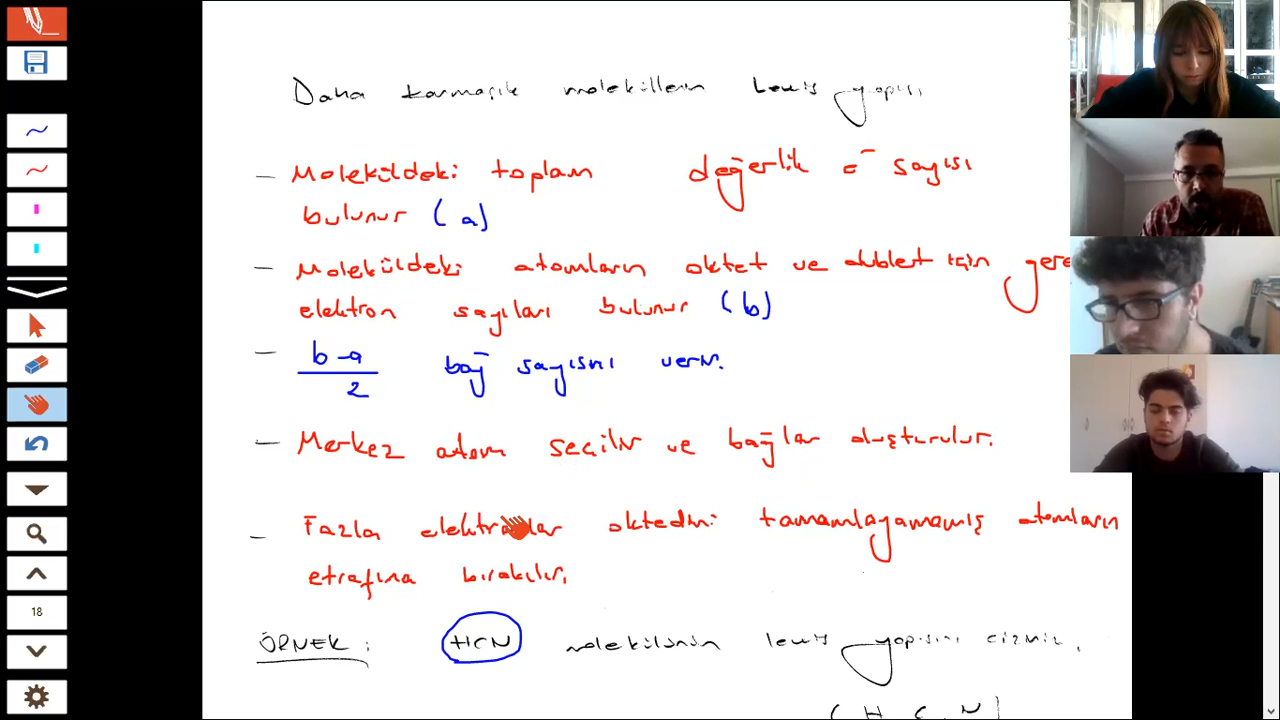 Daha karmaşık moleküllerin Lewis yapısı.
- Moleküldeki toplam değerlik e⁻ sayısı
bulunur (a)
- Moleküldeki atomların oktet ve dublet için gere
elektron sayıları bulunur (b)
- b-a / 2 bağ sayısını verir.
- Merkez atom seçilir ve bağlar oluşturulur.
- Fazla elektronlar oktedini tamamlayamamış atomların
etrafına bırakılır.
ÖRNEK: HCN molekülünün lewis yapısını çiziniz.
(H C N)
18